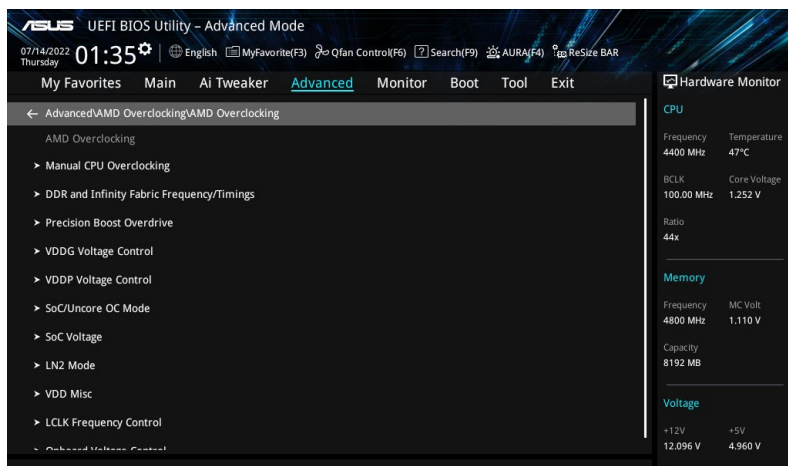 ASUS UEFI BIOS Utility – Advanced Mode
07/14/2022 Thursday 01:35 English MyFavorite(F3) Qfan Control(F6) ? Search(F9) AURA(F4) ReSize BAR
My Favorites Main Ai Tweaker Advanced Monitor Boot Tool Exit
Hardware Monitor
← Advanced\AMD Overclocking\AMD Overclocking
AMD Overclocking
> Manual CPU Overclocking
> DDR and Infinity Fabric Frequency/Timings
> Precision Boost Overdrive
> VDDG Voltage Control
> VDDP Voltage Control
> SoC/Uncore OC Mode
> SoC Voltage
> LN2 Mode
> VDD Misc
> LCLK Frequency Control
> Onboard Voltage Control
CPU
Frequency Temperature
4400 MHz 47°C
BCLK Core Voltage
100.00 MHz 1.252 V
Ratio
44x
Memory
Frequency MC Volt
4800 MHz 1.110 V
Capacity
8192 MB
Voltage
+12V +5V
12.096 V 4.960 V